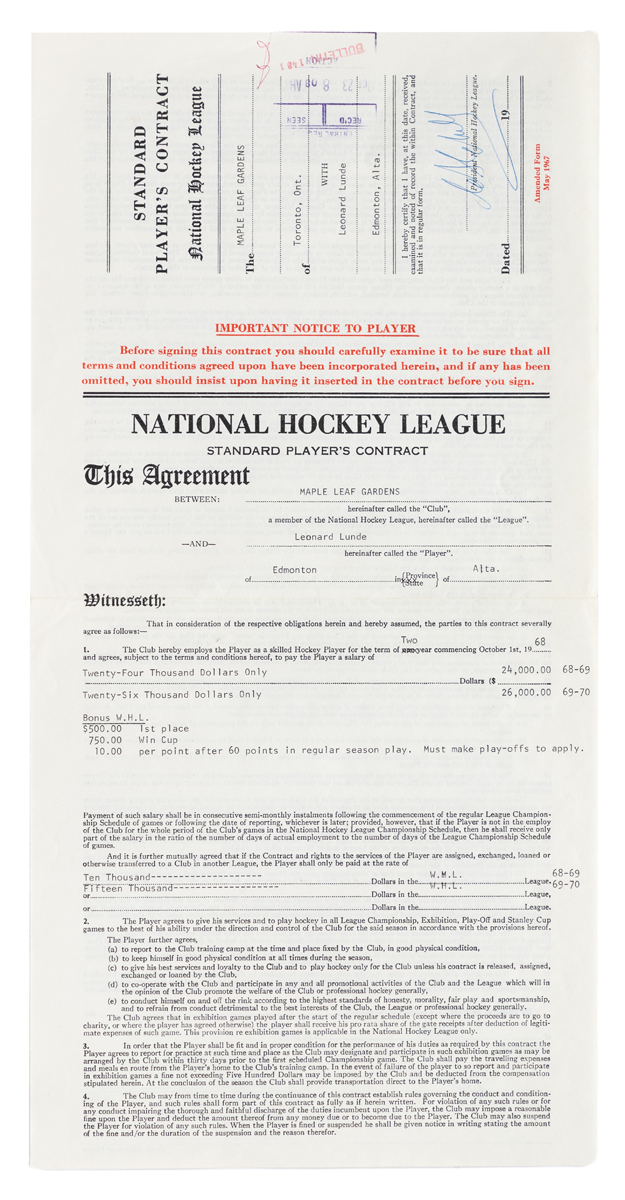 STANDARD
PLAYER'S CONTRACT
National Hockey League
MAPLE LEAF GARDENS
The
Toronto, Ont.
of
WITH
Leonard Lunde
Edmonton, Alta.
I hereby certify that I have, at this date, received,
examined and noted of record the within Contract, and
that it is in regular form.
President National Hockey League.
Dated 19
Amended Form
May 1967
BULLETIN
REC'D SEEN
IMPORTANT NOTICE TO PLAYER
Before signing this contract you should carefully examine it to be sure that all
terms and conditions agreed upon have been incorporated herein, and if any has been
omitted, you should insist upon having it inserted in the contract before you sign.
NATIONAL HOCKEY LEAGUE
STANDARD PLAYER'S CONTRACT
This Agreement
BETWEEN: MAPLE LEAF GARDENS
hereinafter called the "Club",
a member of the National Hockey League, hereinafter called the "League".
—AND— Leonard Lunde
hereinafter called the "Player".
of Edmonton in {Province State} of Alta.
Witnesseth:
That in consideration of the respective obligations herein and hereby assumed, the parties to this contract severally
agree as follows:—
1. The Club hereby employs the Player as a skilled Hockey Player for the term of Two year commencing October 1st, 19 68
and agrees, subject to the terms and conditions hereof, to pay the Player a salary of
Twenty-Four Thousand Dollars Only Dollars ($ 24,000.00 68-69
Twenty-Six Thousand Dollars Only 26,000.00 69-70
Bonus W.H.L.
$500.00 1st place
750.00 Win Cup
10.00 per point after 60 points in regular season play. Must make play-offs to apply.
Payment of such salary shall be in consecutive semi-monthly instalments following the commencement of the regular League Champion-
ship Schedule of games or following the date of reporting, whichever is later; provided, however, that if the Player is not in the employ
of the Club for the whole period of the Club's games in the National Hockey League Championship Schedule, then he shall receive only
part of the salary in the ratio of the number of days of actual employment to the number of days of the League Championship Schedule
of games.
And it is further mutually agreed that if the Contract and rights to the services of the Player are assigned, exchanged, loaned or
otherwise transferred to a Club in another League, the Player shall only be paid at the rate of
Ten Thousand-------------------- Dollars in the W.M.L. League. 68-69
or Fifteen Thousand---------------- Dollars in the W.H.L. League, 69-70
or Dollars in the League.
2. The Player agrees to give his services and to play hockey in all League Championship, Exhibition, Play-Off and Stanley Cup
games to the best of his ability under the direction and control of the Club for the said season in accordance with the provisions hereof.
The Player further agrees,
(a) to report to the Club training camp at the time and place fixed by the Club, in good physical condition,
(b) to keep himself in good physical condition at all times during the season,
(c) to give his best services and loyalty to the Club and to play hockey only for the Club unless his contract is released, assigned,
exchanged or loaned by the Club,
(d) to co-operate with the Club and participate in any and all promotional activities of the Club and the League which will in
the opinion of the Club promote the welfare of the Club or professional hockey generally,
(e) to conduct himself on and off the rink according to the highest standards of honesty, morality, fair play and sportsmanship,
and to refrain from conduct detrimental to the best interests of the Club, the League or professional hockey generally.
The Club agrees that in exhibition games played after the start of the regular schedule (except where the proceeds are to go to
charity, or where the player has agreed otherwise) the player shall receive his pro rata share of the gate receipts after deduction of legiti-
mate expenses of such game. This provision re exhibition games is applicable in the National Hockey League only.
3. In order that the Player shall be fit and in proper condition for the performance of his duties as required by this contract the
Player agrees to report for practice at such time and place as the Club may designate and participate in such exhibition games as may be
arranged by the Club within thirty days prior to the first scheduled Championship game. The Club shall pay the travelling expenses
and meals en route from the Player's home to the Club's training camp. In the event of failure of the player to so report and participate
in exhibition games a fine not exceeding Five Hundred Dollars may be imposed by the Club and be deducted from the compensation
stipulated herein. At the conclusion of the season the Club shall provide transportation direct to the Player's home.
4. The Club may from time to time during the continuance of this contract establish rules governing the conduct and condition-
ing of the Player, and such rules shall form part of this contract as fully as if herein written. For violation of any such rules or for
any conduct impairing the thorough and faithful discharge of the duties incumbent upon the Player, the Club may impose a reasonable
fine upon the Player and deduct the amount thereof from any money due or to become due to the Player. The Club may also suspend
the Player for violation of any such rules. When the Player is fined or suspended he shall be given notice in writing stating the amount
of the fine and/or the duration of the suspension and the reason therefor.